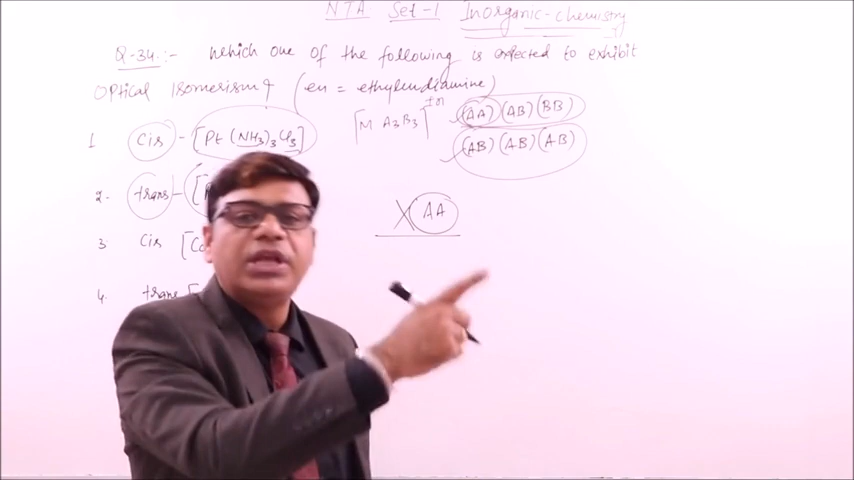 NTA Set-1 Inorganic-chemistry
Q-34:- which one of the following is expected to exhibit
optical isomerism? (en = ethylendiamine)
1 cis - [Pt (NH3)3 Cl3]
[M A3B3]±n (AA) (AB) (BB)
(AB) (AB) (AB)
2. trans - [P
X AA
3 cis [Co
4. trans [